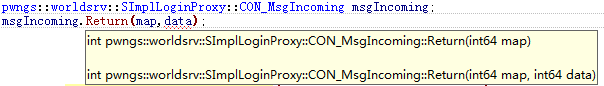 pwngs::worldsrv::SImplLoginProxy::CON_MsgIncoming msgIncoming;
msgIncoming.Return(map,data);
int pwngs::worldsrv::SImplLoginProxy::CON_MsgIncoming::Return(int64 map)
int pwngs::worldsrv::SImplLoginProxy::CON_MsgIncoming::Return(int64 map, int64 data)